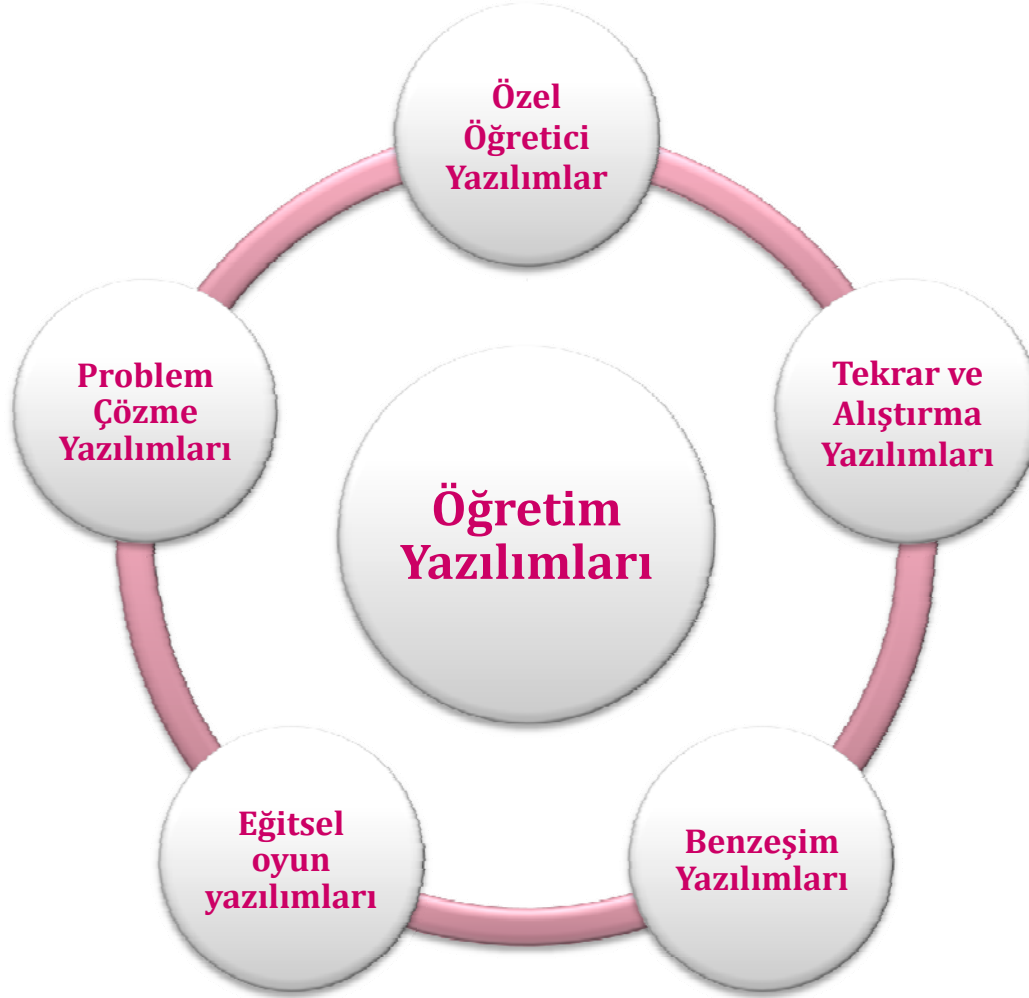 Özel
Öğretici
Yazılımlar
Tekrar ve
Alıştırma
Yazılımları
Benzeşim
Yazılımları
Eğitsel
oyun
yazılımları
Problem
Çözme
Yazılımları
Öğretim
Yazılımları